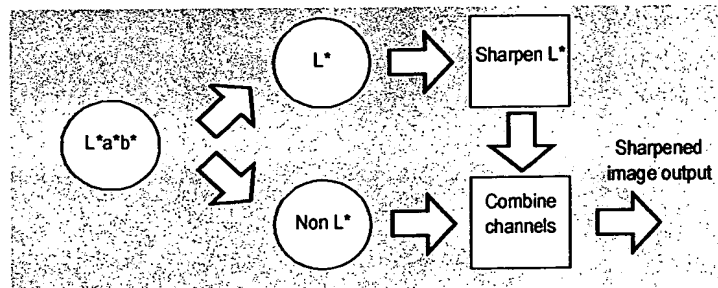 L*a*b*
L*
Sharpen L*
Non L*
Combine
channels
Sharpened
image output